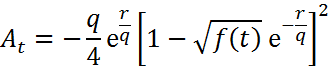 A_t = -\frac{q}{4} e^{\frac{r}{q}} \left[ 1 - \sqrt{f(t)} \, e^{-\frac{r}{q}} \right]^2